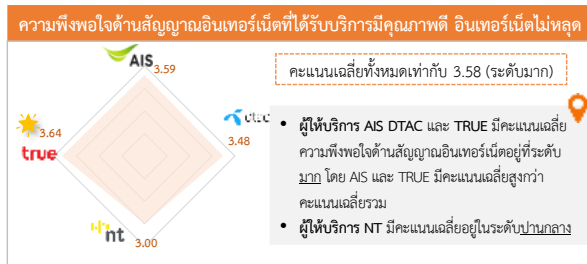 ความพึงพอใจด้านสัญญาณอินเทอร์เน็ตที่ได้รับบริการมีคุณภาพดี อินเทอร์เน็ตไม่หลุด
AIS
3.59
คะแนนเฉลี่ยทั้งหมดเท่ากับ 3.58 (ระดับมาก)
dtac
3.48
3.64
true
nt
3.00
• ผู้ให้บริการ AIS DTAC และ TRUE มีคะแนนเฉลี่ย
ความพึงพอใจด้านสัญญาณอินเทอร์เน็ตอยู่ที่ระดับ
มาก โดย AIS และ TRUE มีคะแนนเฉลี่ยสูงกว่า
คะแนนเฉลี่ยรวม
• ผู้ให้บริการ NT มีคะแนนเฉลี่ยอยู่ในระดับปานกลาง